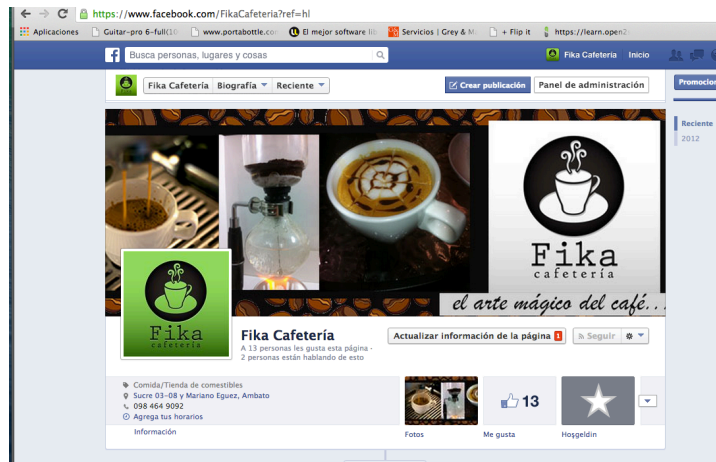 https://www.facebook.com/FikaCafeteria?ref=hl
Aplicaciones Guitar-pro 6-full(10 www.portabottle.co El mejor software lib Servicios | Grey & M + Flip it https://learn.open2
Busca personas, lugares y cosas Fika Cafetería Inicio
Fika Cafetería Biografía Reciente Crear publicación Panel de administración Promocion
Reciente
2012
Fika
cafetería
el arte mágico del café...
Fika
cafetería
Fika Cafetería
A 13 personas les gusta esta página ·
2 personas están hablando de esto
Actualizar información de la página 1 Seguir
Comida/Tienda de comestibles
Sucre 03-08 y Mariano Eguez, Ambato
098 464 9092
Agrega tus horarios
Información
13
Fotos Me gusta Hoşgeldin